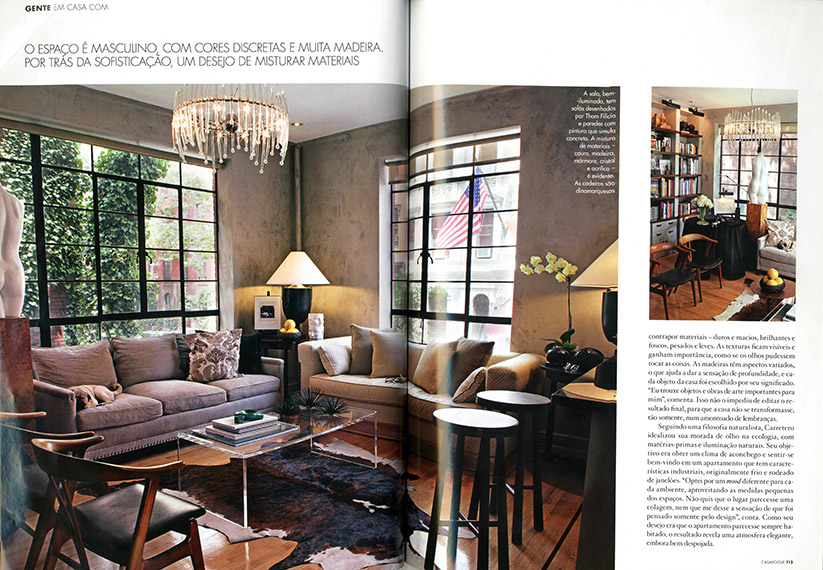 GENTE EM CASA COM
O ESPAÇO É MASCULINO, COM CORES DISCRETAS E MUITA MADEIRA.
POR TRÁS DA SOFISTICAÇÃO, UM DESEJO DE MISTURAR MATERIAIS
A sala, bem-
iluminada, tem
sofás desenhados
por Thom Filicia
e paredes com
pintura que simula
concreto. A mistura
de materiais –
couro, madeira,
mármore, cristal
e acrílico –
é evidente.
As cadeiras são
dinamarquesas
contrapor materiais – duros e macios, brilhantes e
foscos, pesados e leves. As texturas ficam visíveis e
ganham importância, como se os olhos pudessem
tocar as coisas. As madeiras têm aspectos variados,
o que ajuda a dar a sensação de profundidade, e ca-
da objeto da casa foi escolhido por seu significado.
"Eu trouxe objetos e obras de arte importantes para
mim", comenta. Isso não o impediu de editar o re-
sultado final, para que a casa não se transformasse,
tão somente, num amontoado de lembranças.
Seguindo uma filosofia naturalista, Carretero
idealizou sua morada de olho na ecologia, com
matérias-primas e iluminação naturais. Seu obje-
tivo era obter um clima de aconchego e sentir-se
bem-vindo em um apartamento que tem caracte-
rísticas industriais, originalmente frio e rodeado
de janelões. "Optei por um mood diferente para ca-
da ambiente, aproveitando as medidas pequenas
dos espaços. Não quis que o lugar parecesse uma
colagem, nem que me desse a sensação de que foi
pensado somente pelo design", conta. Como seu
desejo era que o apartamento parecesse sempre ha-
bitado, o resultado revela uma atmosfera elegante,
embora bem despojada.
CASAVOGUE 113